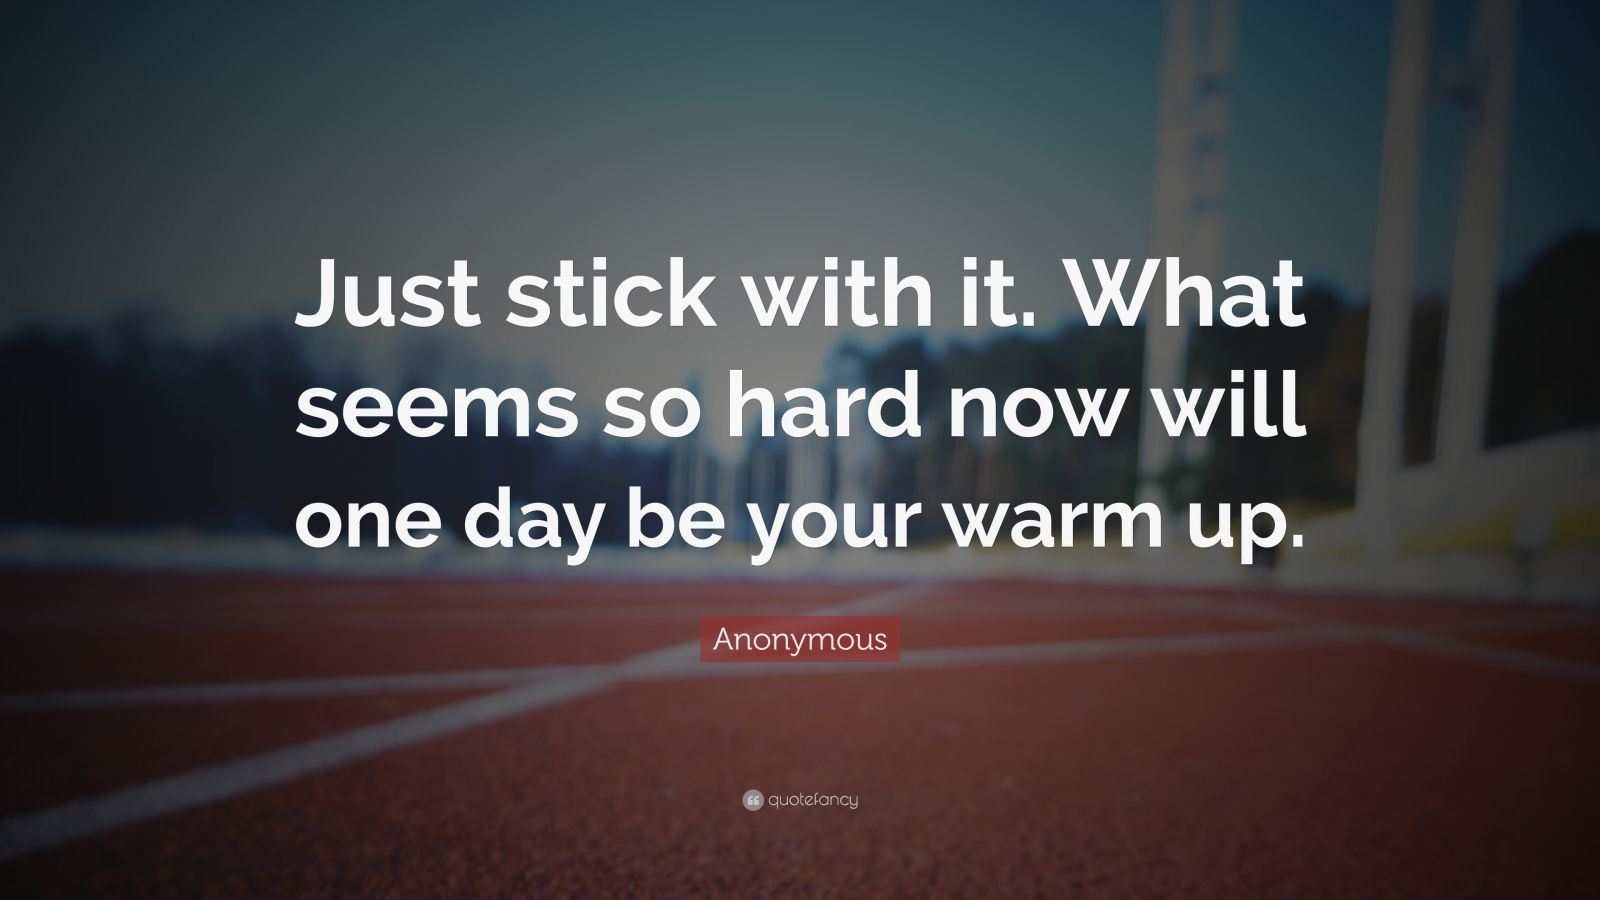 Just stick with it. What
seems so hard now will
one day be your warm up.
Anonymous
quotefancy